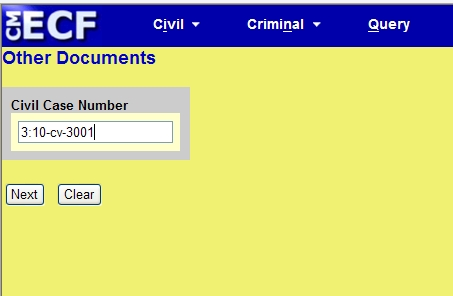 CM ECF Civil Criminal Query
Other Documents
Civil Case Number
3:10-cv-3001
Next Clear